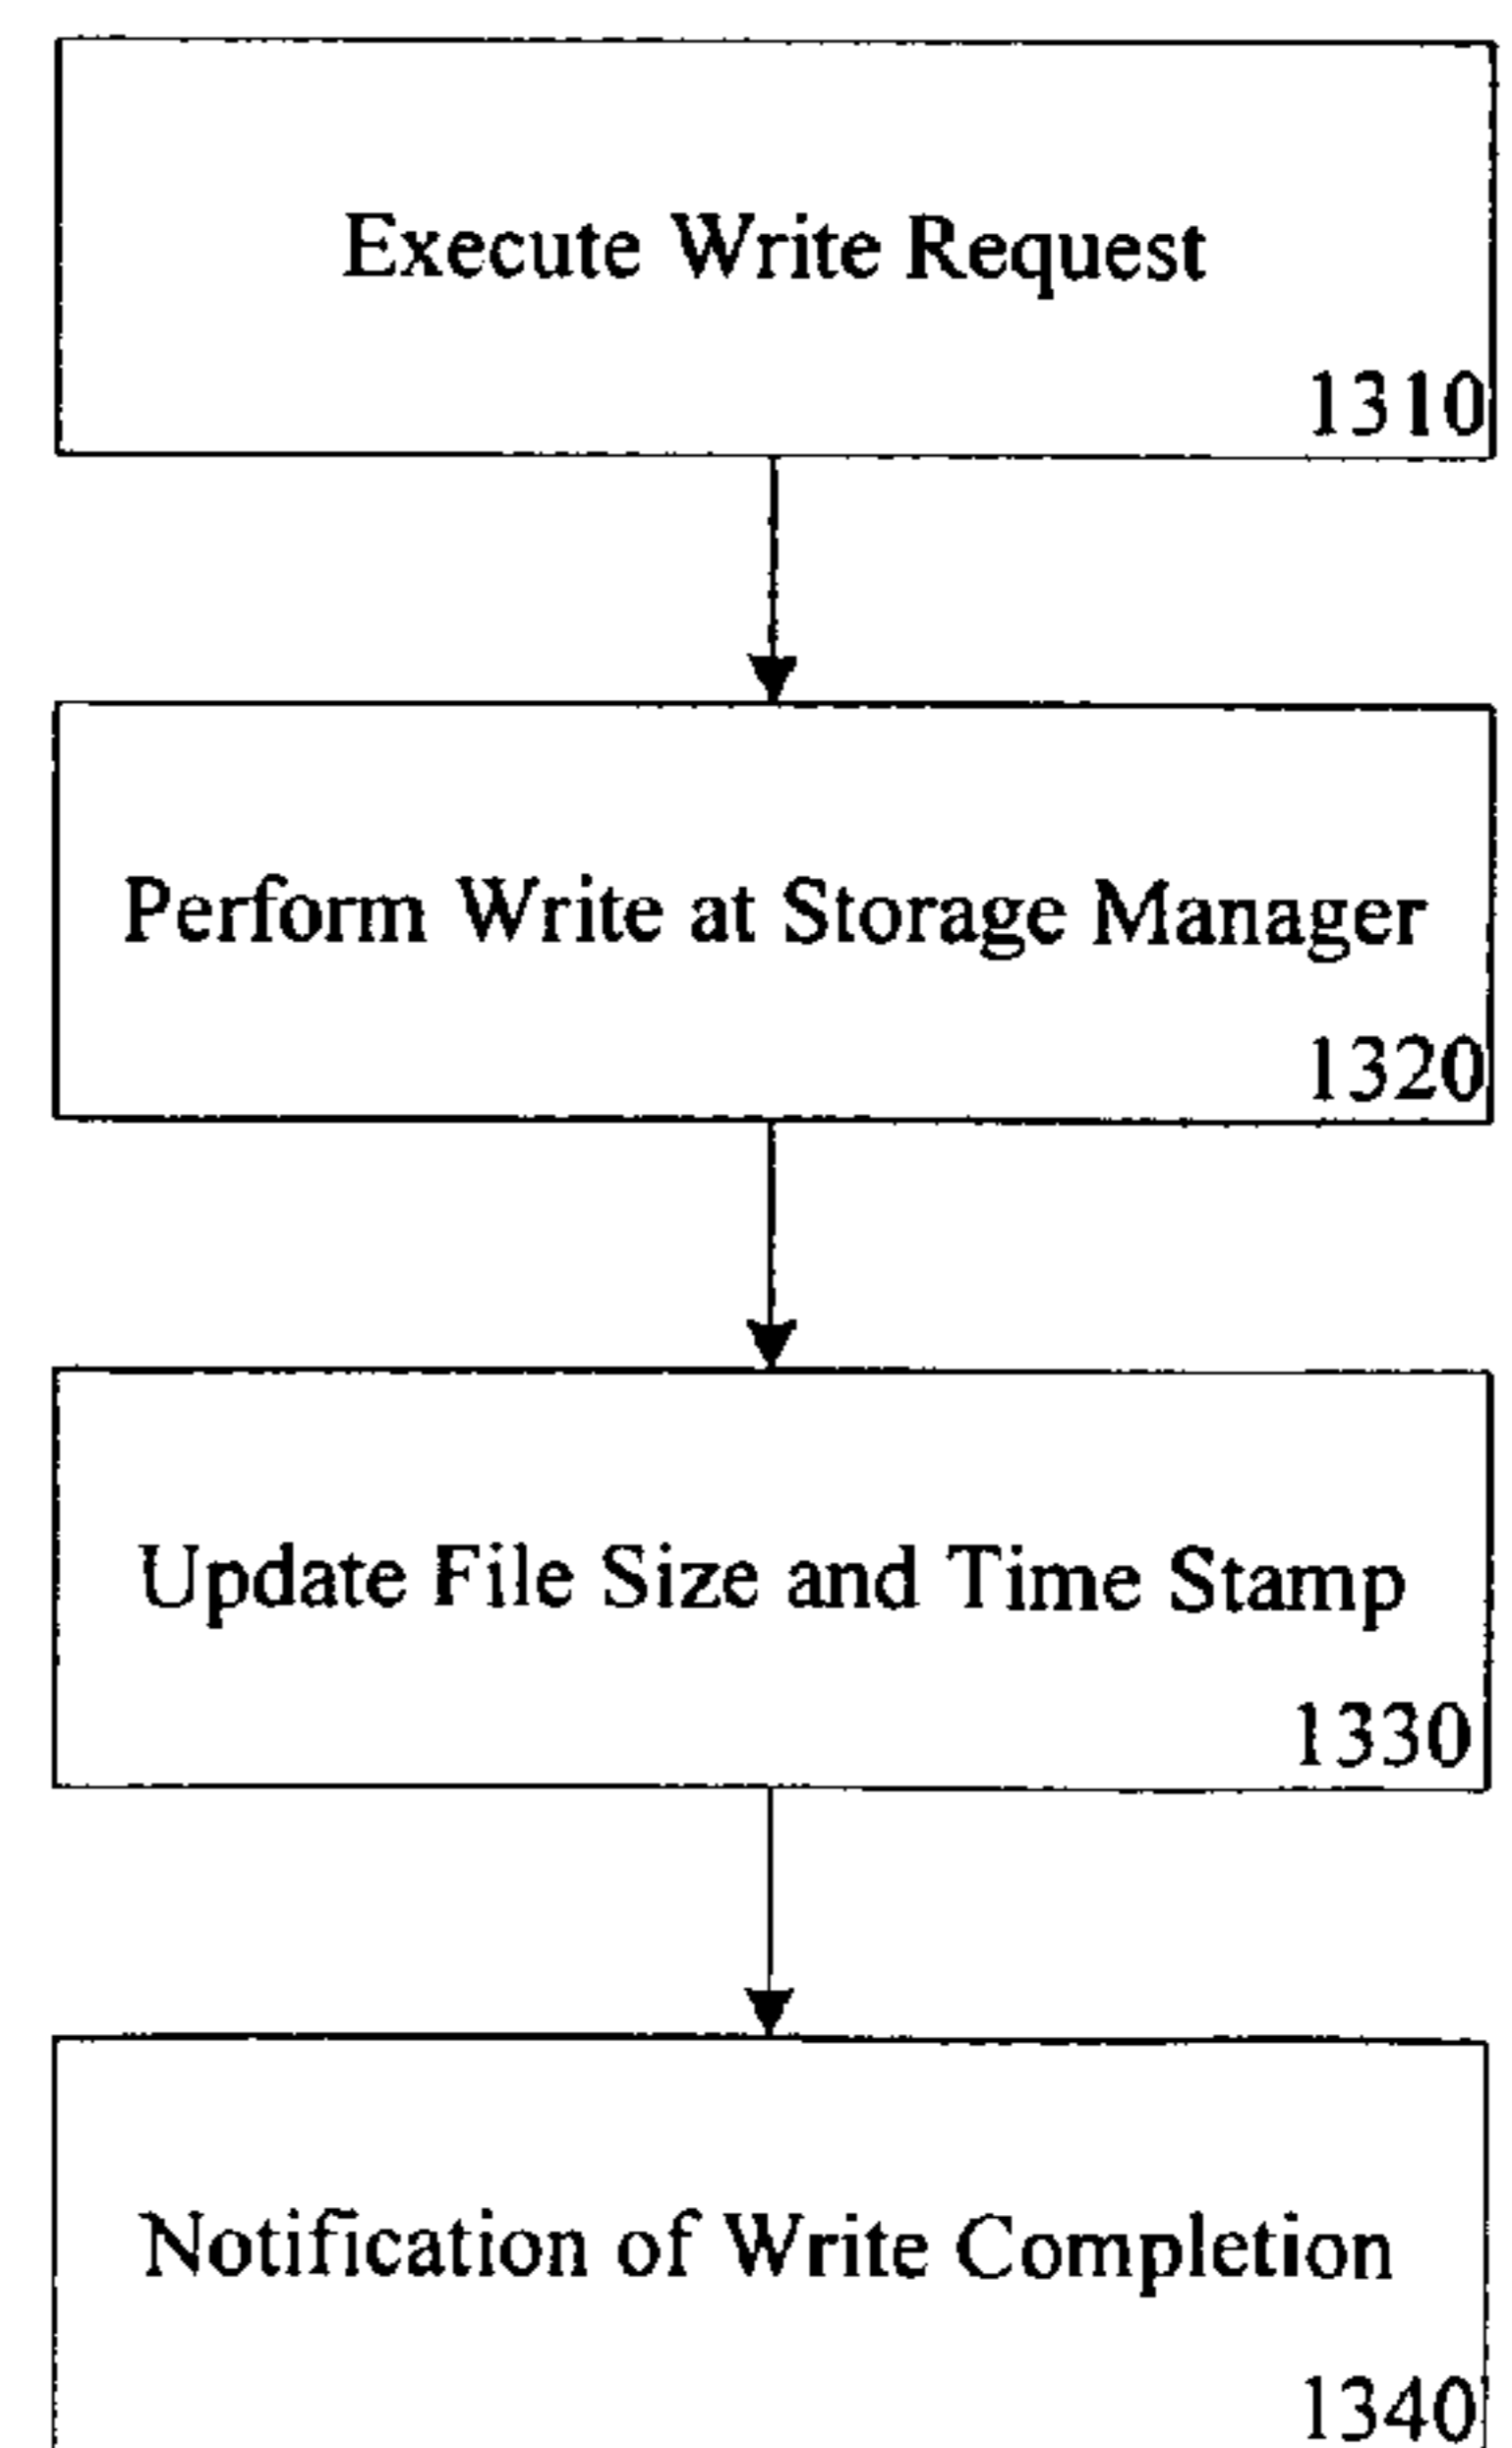 Execute Write Request
1310
Perform Write at Storage Manager
1320
Update File Size and Time Stamp
1330
Notification of Write Completion
1340